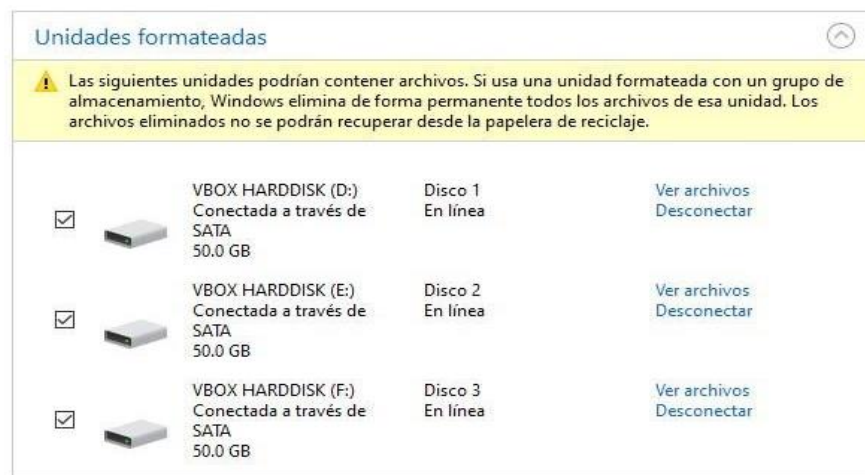 Unidades formateadas
Las siguientes unidades podrían contener archivos. Si usa una unidad formateada con un grupo de
almacenamiento, Windows elimina de forma permanente todos los archivos de esa unidad. Los
archivos eliminados no se podrán recuperar desde la papelera de reciclaje.
VBOX HARDDISK (D:) Disco 1 Ver archivos
Conectada a través de En línea Desconectar
SATA
50.0 GB
VBOX HARDDISK (E:) Disco 2 Ver archivos
Conectada a través de En línea Desconectar
SATA
50.0 GB
VBOX HARDDISK (F:) Disco 3 Ver archivos
Conectada a través de En línea Desconectar
SATA
50.0 GB